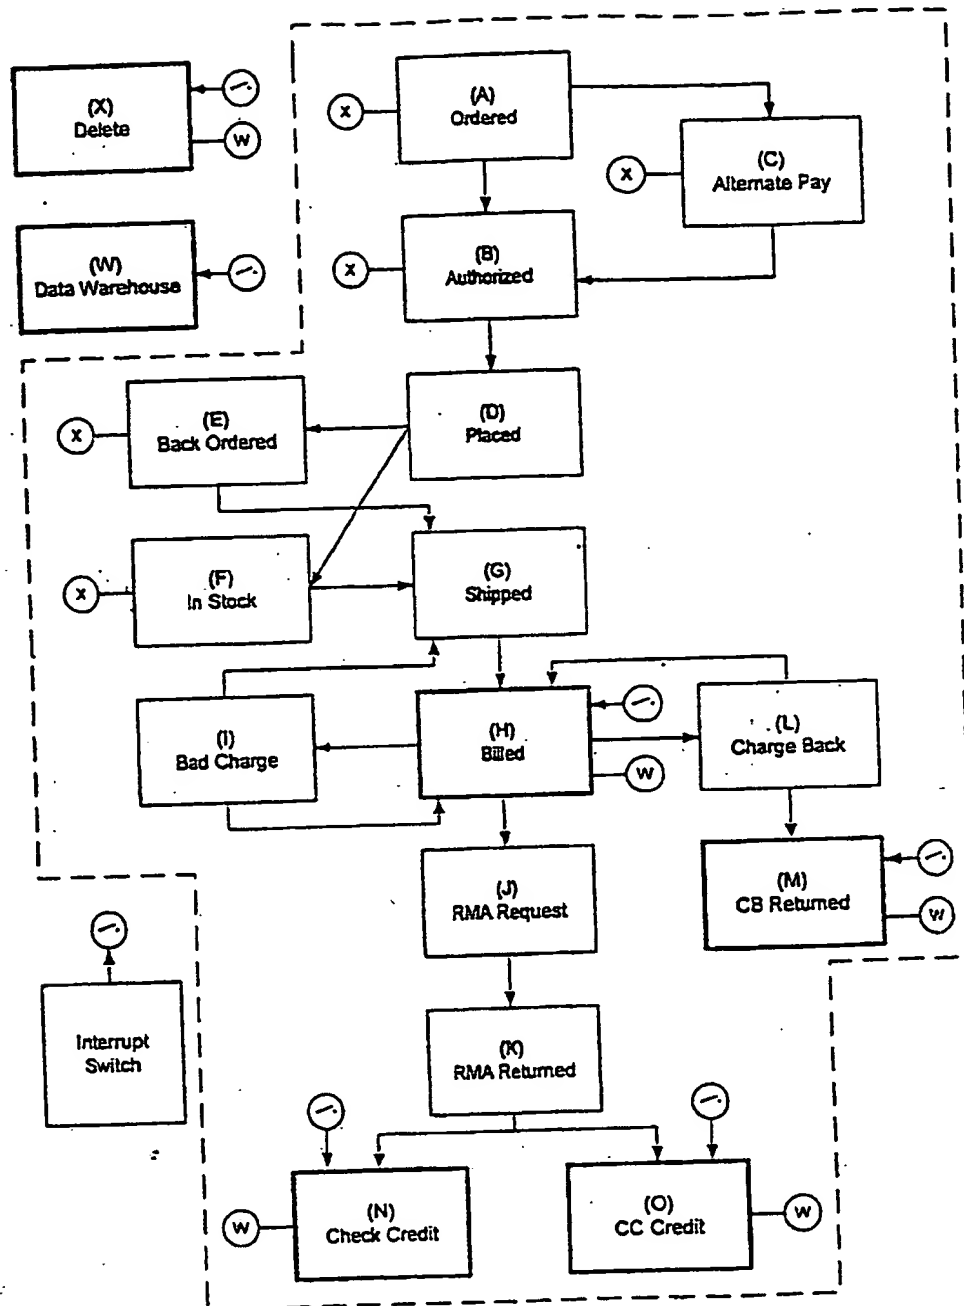 (X)
Delete
W
(W)
Data Warehouse
X
(A)
Ordered
X
(C)
Alternate Pay
X
(B)
Authorized
X
(E)
Back Ordered
(D)
Placed
X
(F)
In Stock
(G)
Shipped
(I)
Bad Charge
(H)
Billed
W
(L)
Charge Back
(J)
RMA Request
(M)
CB Returned
W
Interrupt
Switch
(K)
RMA Returned
W
(N)
Check Credit
(O)
CC Credit
W